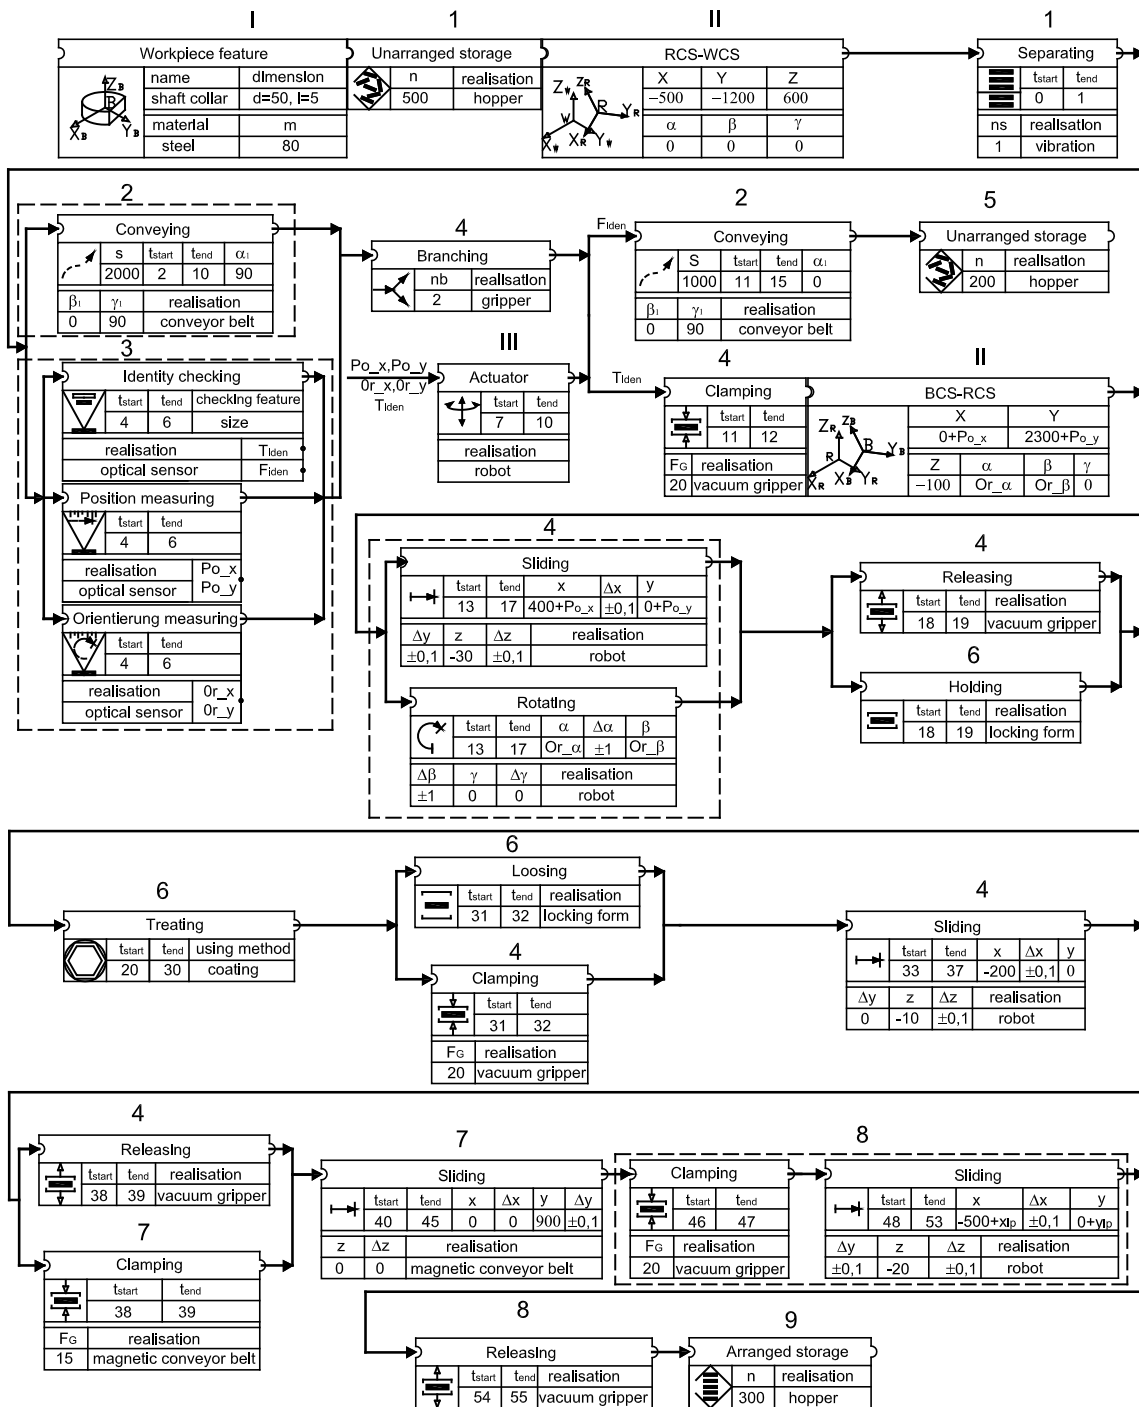 I
1
II
1
Workpiece feature
name dImension
shaft collar d=50, l=5
material m
steel 80
Z_B
B
X_B Y_B
Unarranged storage
n realisation
500 hopper
RCS-WCS
X Y Z
−500 −1200 600
α β γ
0 0 0
Z_W Z_R
W R Y_R
X_W X_R Y_W
Separating
tstart tend
0 1
ns realIsation
1 vibration
2
Conveying
S tstart tend α1
2000 2 10 90
β1 γ1 realisation
0 90 conveyor belt
4
Branching
nb realisation
2 gripper
FIden
2
Conveying
S tstart tend α1
1000 11 15 0
β1 γ1 realisation
0 90 conveyor belt
5
Unarranged storage
n realisation
200 hopper
3
Identity checking
tstart tend checkIng feature
4 6 size
realisation TIden
optical sensor FIden
Position measuring
tstart tend
4 6
realisation Po_x
optical sensor Po_y
Orientierung measuring
tstart tend
4 6
realisation 0r_x
optical sensor 0r_y
Po_x,Po_y
0r_x,0r_y
TIden
III
Actuator
tstart tend
7 10
realisation
robot
TIden
4
Clamping
tstart tend
11 12
FG realisation
20 vacuum gripper
II
BCS-RCS
X Y
0+Po_x 2300+Po_y
Z α β γ
−100 Or_α Or_β 0
Z_R Z_B
R B Y_B
X_R X_B Y_R
4
Sliding
tstart tend x Δx y
13 17 400+Po_x ±0,1 0+Po_y
Δy z Δz realisation
±0,1 -30 ±0,1 robot
Rotating
tstart tend α Δα β
13 17 Or_α ±1 Or_β
Δβ γ Δγ realisation
±1 0 0 robot
4
Releasing
tstart tend realisation
18 19 vacuum gripper
6
Holding
tstart tend realisation
18 19 locking form
6
Treating
tstart tend using method
20 30 coating
6
Loosing
tstart tend realisation
31 32 locking form
4
Clamping
tstart tend
31 32
FG realisation
20 vacuum gripper
4
Sliding
tstart tend x Δx y
33 37 -200 ±0,1 0
Δy z Δz realisation
0 -10 ±0,1 robot
4
ReleasIng
tstart tend realisation
38 39 vacuum gripper
7
Clamping
tstart tend
38 39
FG realisation
15 magnetic conveyor belt
7
Sliding
tstart tend x Δx y Δy
40 45 0 0 900 ±0,1
z Δz realisation
0 0 magnetic conveyor belt
8
Clamping
tstart tend
46 47
FG realisation
20 vacuum gripper
Sliding
tstart tend x Δx y
48 53 -500+xlp ±0,1 0+ylp
Δy z Δz realisation
±0,1 -20 ±0,1 robot
8
ReleasIng
tstart tend realisation
54 55 vacuum gripper
9
Arranged storage
n realisation
300 hopper